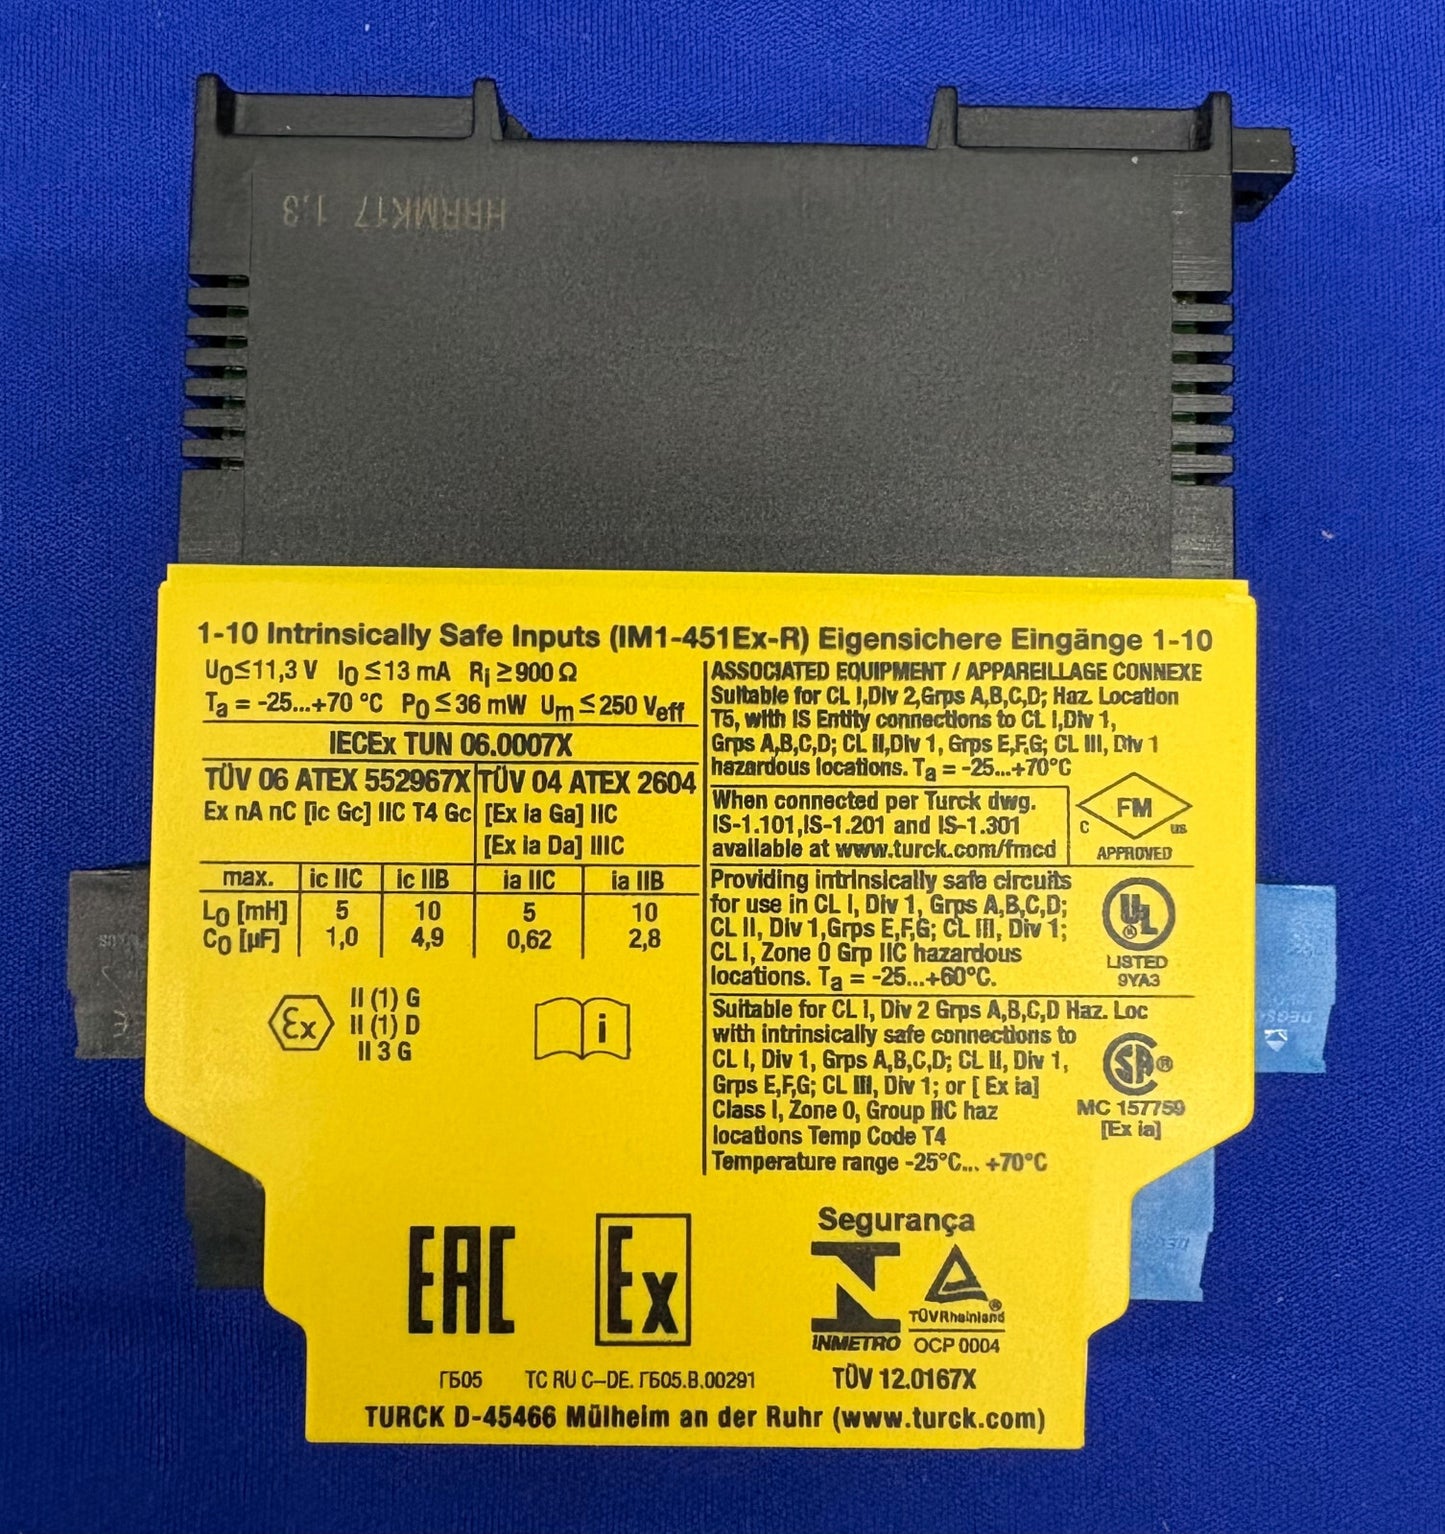 HRRMK17 1,3
1-10 Intrinsically Safe Inputs (IM1-451Ex-R) Eigensichere Eingänge 1-10
U0≤11,3 V I0≤13 mA Ri≥900 Ω
Ta = -25...+70 °C P0≤36 mW Um≤250 Veff
IECEx TUN 06.0007X
TÜV 06 ATEX 552967X
Ex nA nC [ic Gc] IIC T4 Gc
TÜV 04 ATEX 2604
[Ex ia Ga] IIC
[Ex ia Da] IIIC
max. ic IIC ic IIB ia IIC ia IIB
L0 [mH] 5 10 5 10
C0 [µF] 1,0 4,9 0,62 2,8
Ex
II (1) G
II (1) D
II 3 G
i
ASSOCIATED EQUIPMENT / APPAREILLAGE CONNEXE
Suitable for CL I,Div 2,Grps A,B,C,D; Haz. Location
T5, with IS Entity connections to CL I,Div 1,
Grps A,B,C,D; CL II,Div 1, Grps E,F,G; CL III, Div 1
hazardous locations. Ta = -25...+70°C
When connected per Turck dwg.
IS-1.101,IS-1.201 and IS-1.301
available at www.turck.com/fmcd
FM
C US
APPROVED
Providing intrinsically safe circuits
for use in CL I, Div 1, Grps A,B,C,D;
CL II, Div 1,Grps E,F,G; CL III, Div 1;
CL I, Zone 0 Grp IIC hazardous
locations. Ta = -25...+60°C.
UL®
LISTED
9YA3
Suitable for CL I, Div 2 Grps A,B,C,D Haz. Loc
with intrinsically safe connections to
CL I, Div 1, Grps A,B,C,D; CL II, Div 1,
Grps E,F,G; CL III, Div 1; or [ Ex ia]
Class I, Zone 0, Group IIC haz
locations Temp Code T4
Temperature range -25°C... +70°C
SA®
MC 157759
[Ex ia]
EAC
Ex
Segurança
INMETRO
TÜVRheinland®
OCP 0004
ГБ05 TC RU C–DE. ГБ05.B.00291
TÜV 12.0167X
TURCK D-45466 Mülheim an der Ruhr (www.turck.com)